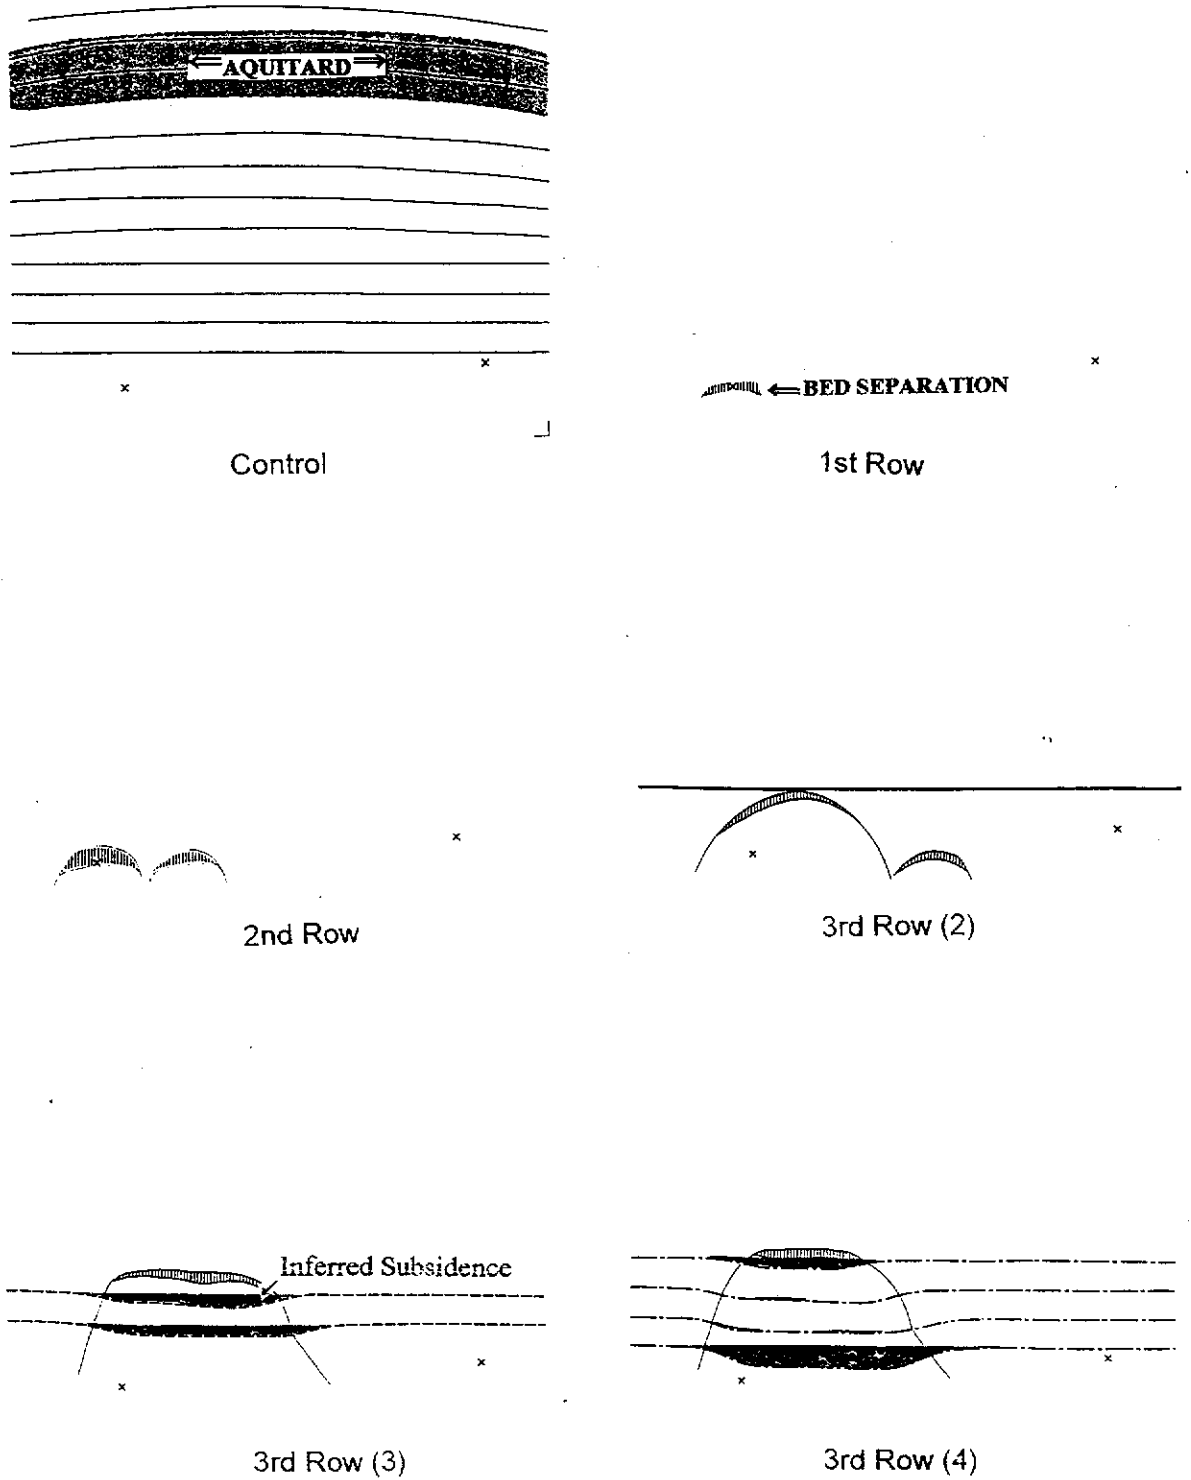 AQUITARD
BED SEPARATION
Control
1st Row
2nd Row
3rd Row (2)
Inferred Subsidence
3rd Row (3)
3rd Row (4)